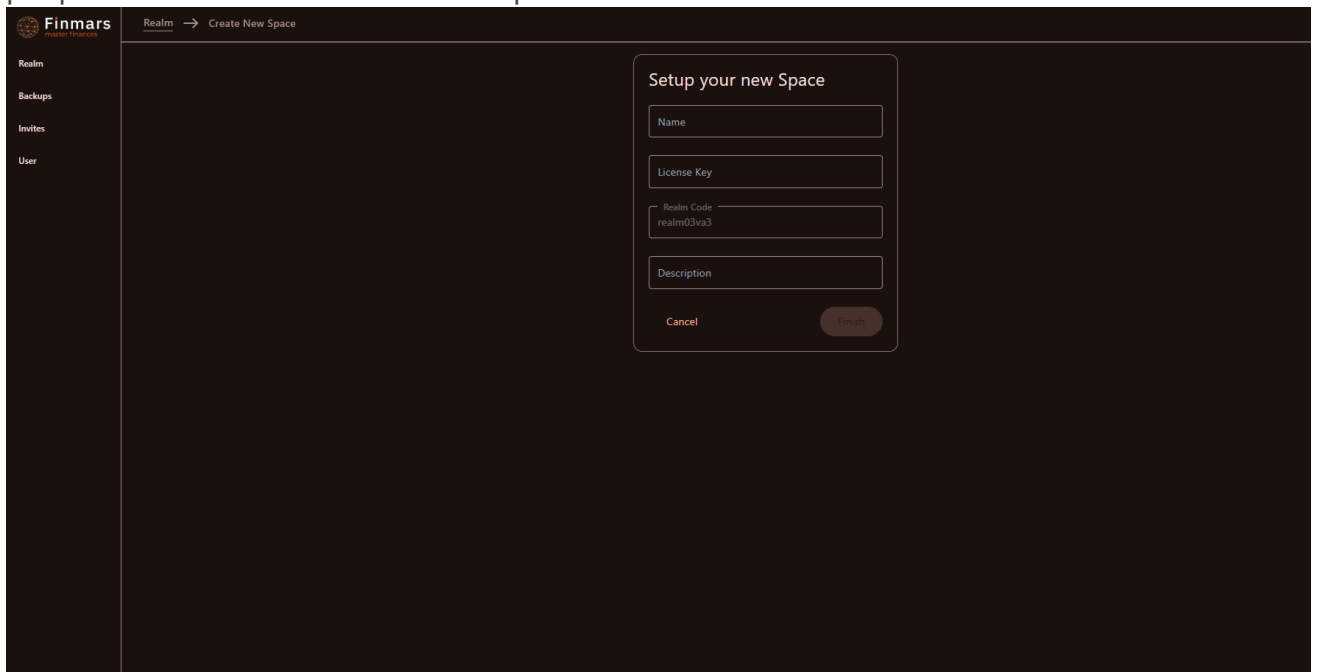 Finmars
master finances
Realm → Create New Space
Realm
Backups
Invites
User
Setup your new Space
Name
License Key
Realm Code
realm03va3
Description
Cancel
Finish